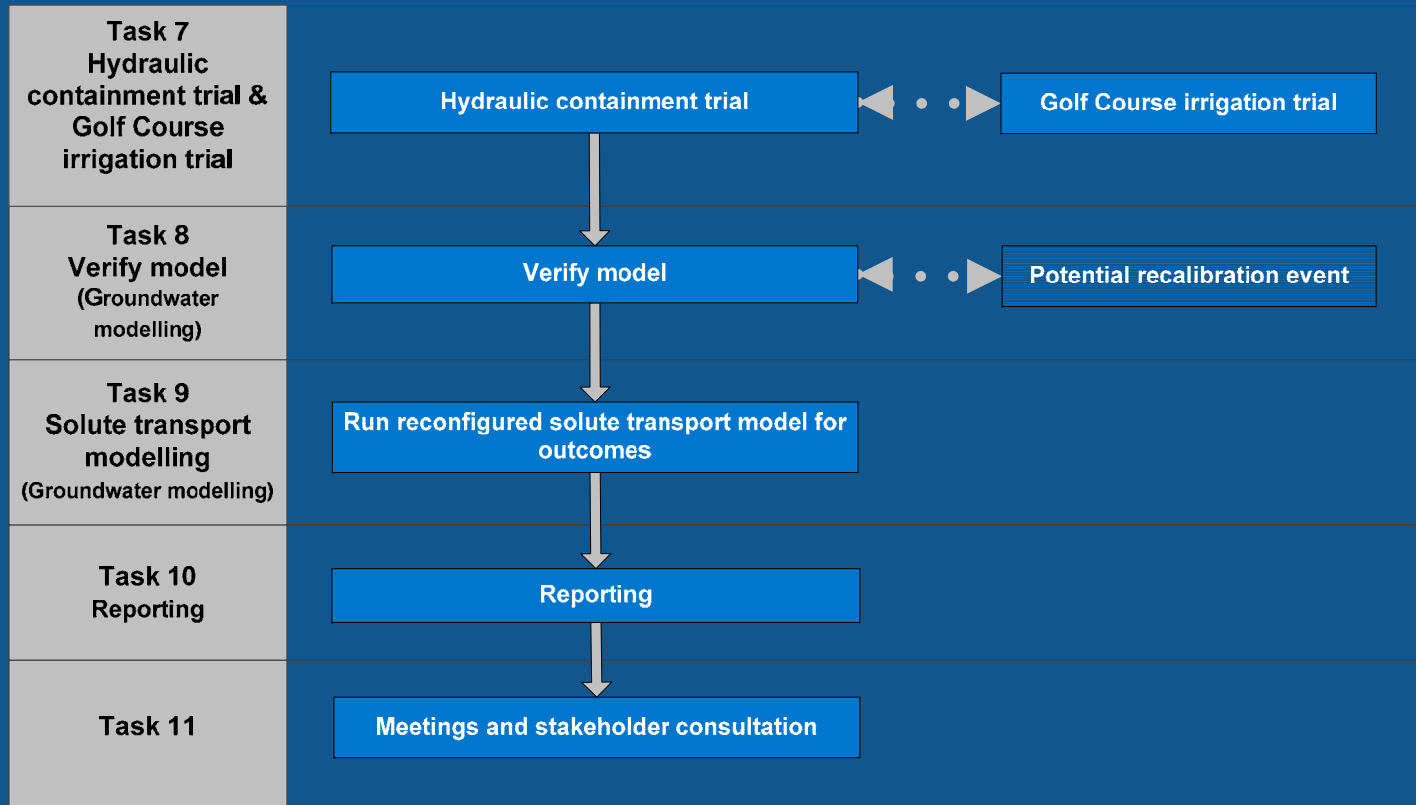 Task 7
Hydraulic
containment trial &
Golf Course
irrigation trial
Hydraulic containment trial
Golf Course irrigation trial
Task 8
Verify model
(Groundwater
modelling)
Verify model
Potential recalibration event
Task 9
Solute transport
modelling
(Groundwater modelling)
Run reconfigured solute transport model for
outcomes
Task 10
Reporting
Reporting
Task 11
Meetings and stakeholder consultation